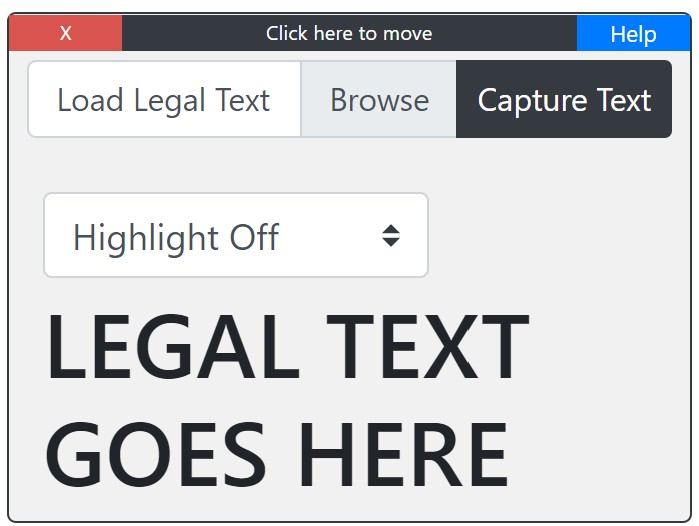 X Click here to move Help
Load Legal Text Browse Capture Text
Highlight Off
LEGAL TEXT
GOES HERE